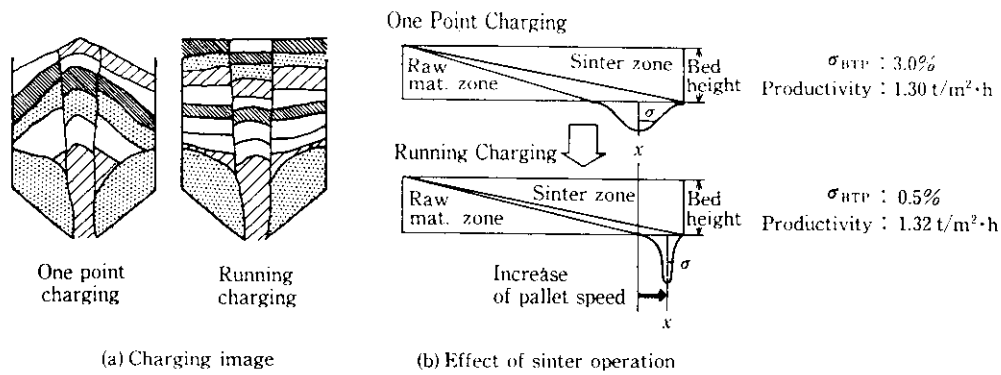 One point
charging
Running
charging
(a) Charging image
One Point Charging
Raw
mat. zone
Sinter zone
Bed
height
σ
x
σBTP : 3.0%
Productivity : 1.30 t/m²·h
Running Charging
Raw
mat. zone
Sinter zone
Bed
height
σ
Increase
of pallet speed
x
σBTP : 0.5%
Productivity : 1.32 t/m²·h
(b) Effect of sinter operation